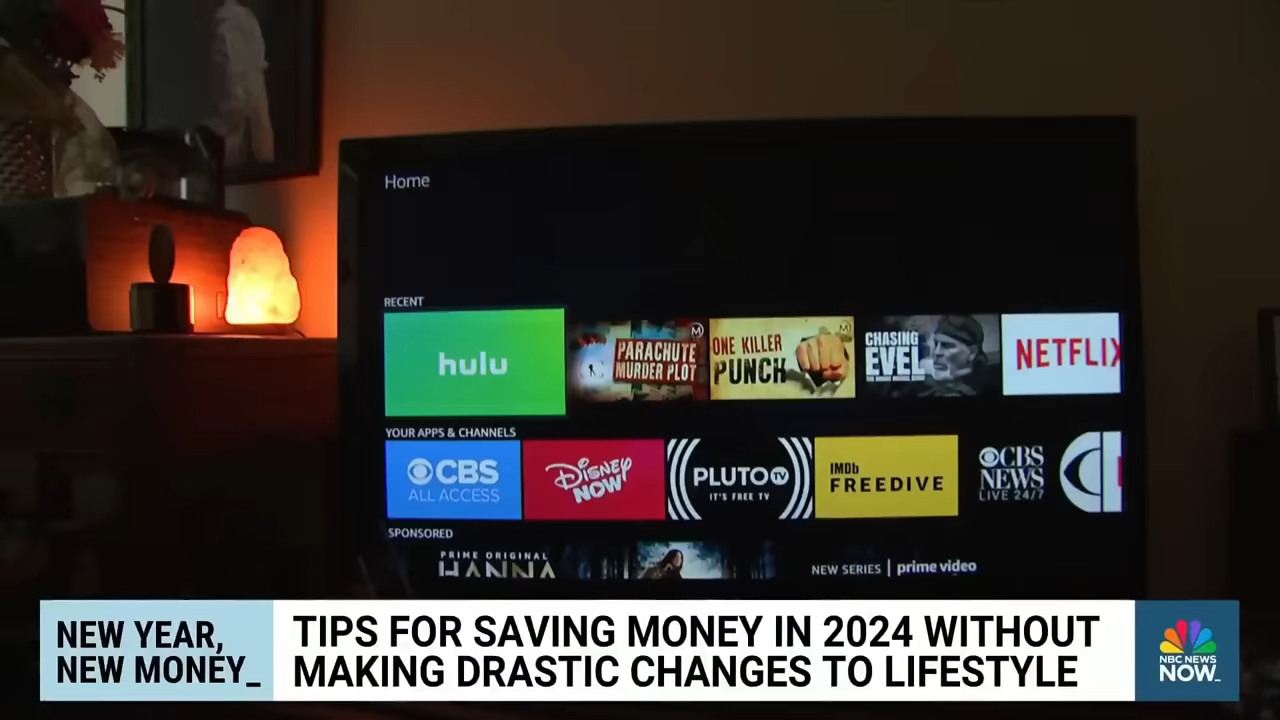 Home
RECENT
hulu
PARACHUTE
MURDER PLOT
M
ONE KILLER
PUNCH
M
CHASING
EVEL
NETFLIX
YOUR APPS & CHANNELS
CBS
ALL ACCESS
DISNEY
NOW
PLUTO TV
IT'S FREE TV
IMDb
FREEDIVE
CBS
NEWS
LIVE 24/7
SPONSORED
PRIME ORIGINAL
HANNA
NEW SERIES | prime video
NEW YEAR,
NEW MONEY_
TIPS FOR SAVING MONEY IN 2024 WITHOUT
MAKING DRASTIC CHANGES TO LIFESTYLE
NBC NEWS
NOW_